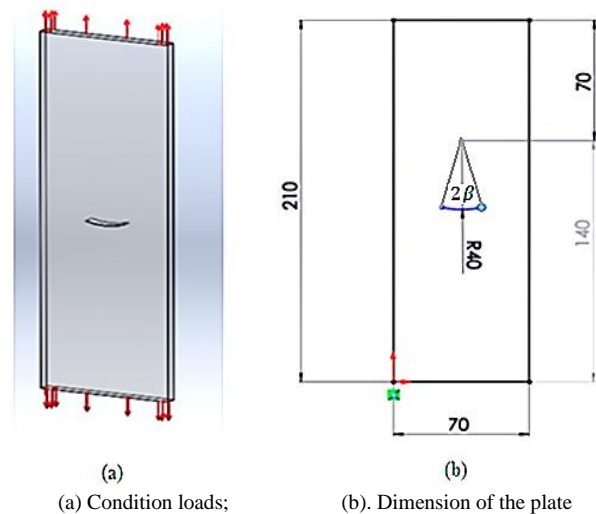 210
70
140
2β
R40
70
(a)
(b)
(a) Condition loads;
(b). Dimension of the plate